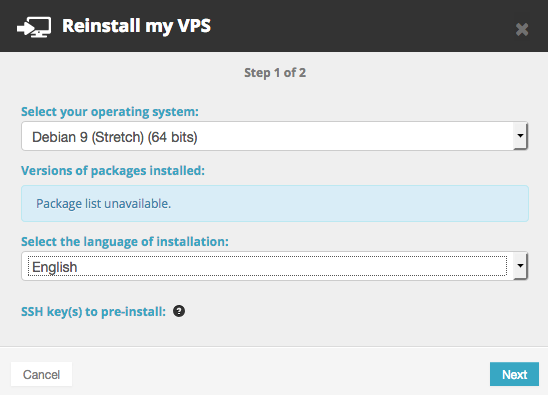 Reinstall my VPS
Step 1 of 2
Select your operating system:
Debian 9 (Stretch) (64 bits)
Versions of packages installed:
Package list unavailable.
Select the language of installation:
English
SSH key(s) to pre-install: ?
Cancel
Next